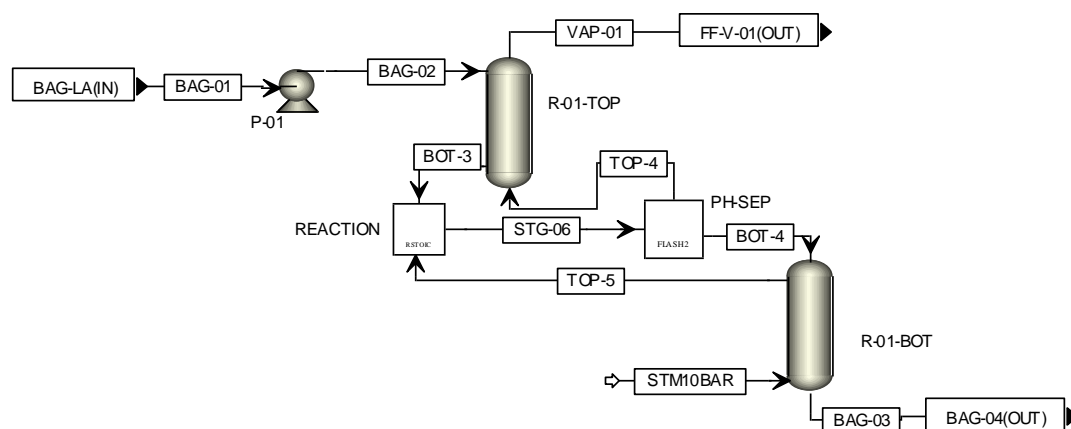 VAP-01
FF-V-01(OUT)
BAG-LA(IN)
BAG-01
BAG-02
P-01
R-01-TOP
BOT-3
TOP-4
PH-SEP
REACTION
RSTOIC
STG-06
FLASH2
BOT-4
TOP-5
R-01-BOT
STM10BAR
BAG-03
BAG-04(OUT)